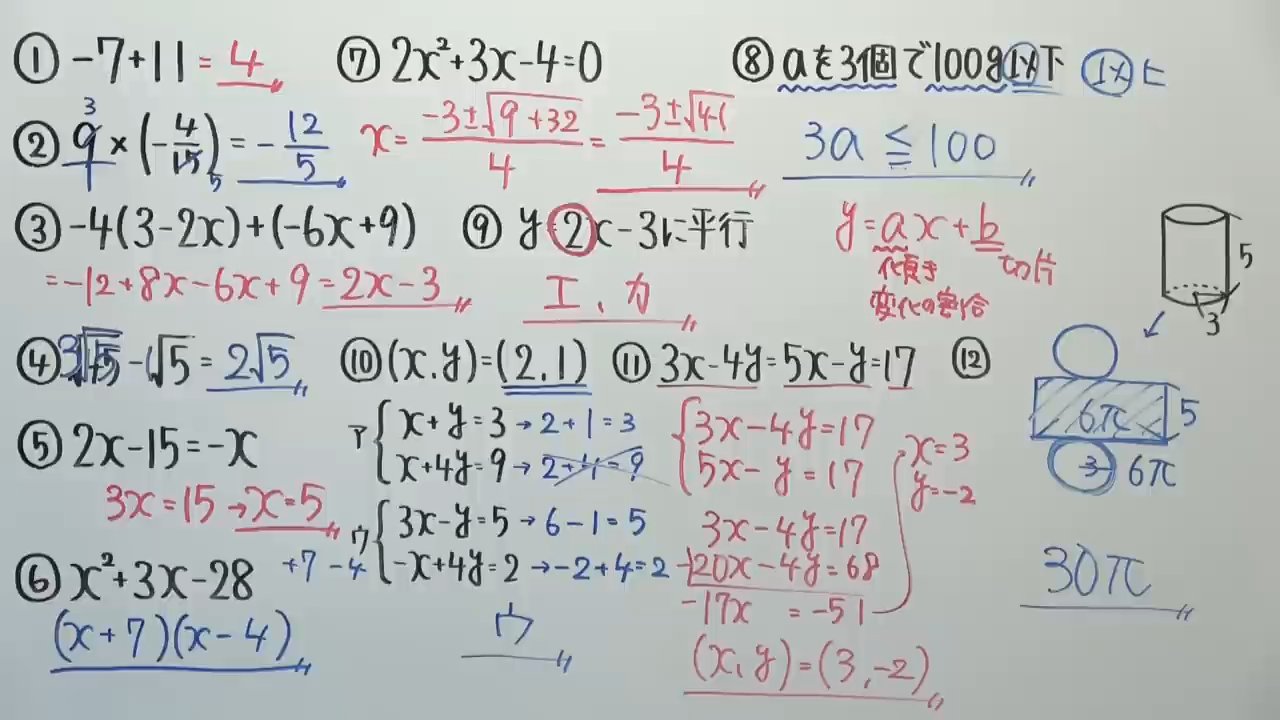 ① -7+11 = 4
② 9 × (-4/15) = -12/5
3
1
5
③ -4(3-2x)+(-6x+9)
= -12+8x-6x+9 = 2x-3
④ 3√5 - √5 = 2√5
⑤ 2x-15=-x
3x=15 → x=5
⑥ x²+3x-28 +7 -4
(x+7)(x-4)
⑦ 2x²+3x-4=0
x= (-3±√(9+32))/4 = (-3±√41)/4
⑧ aを3個で100g以下 以上
3a ≦ 100
⑨ y=2x-3に平行
エ、カ
y=ax+b
傾き
切片
変化の割合
⑩ (x.y)=(2.1)
ア
x+y=3 → 2+1=3
x+4y=9 → 2+4=9
ウ
3x-y=5 → 6-1=5
-x+4y=2 → -2+4=2
ウ
⑪ 3x-4y=5x-y=17
3x-4y=17
5x-y=17
x=3
y=-2
3x-4y=17
-)20x-4y=68
-17x =-51
(x,y)=(3,-2)
⑫
5
3
6π 5
3 6π
30π